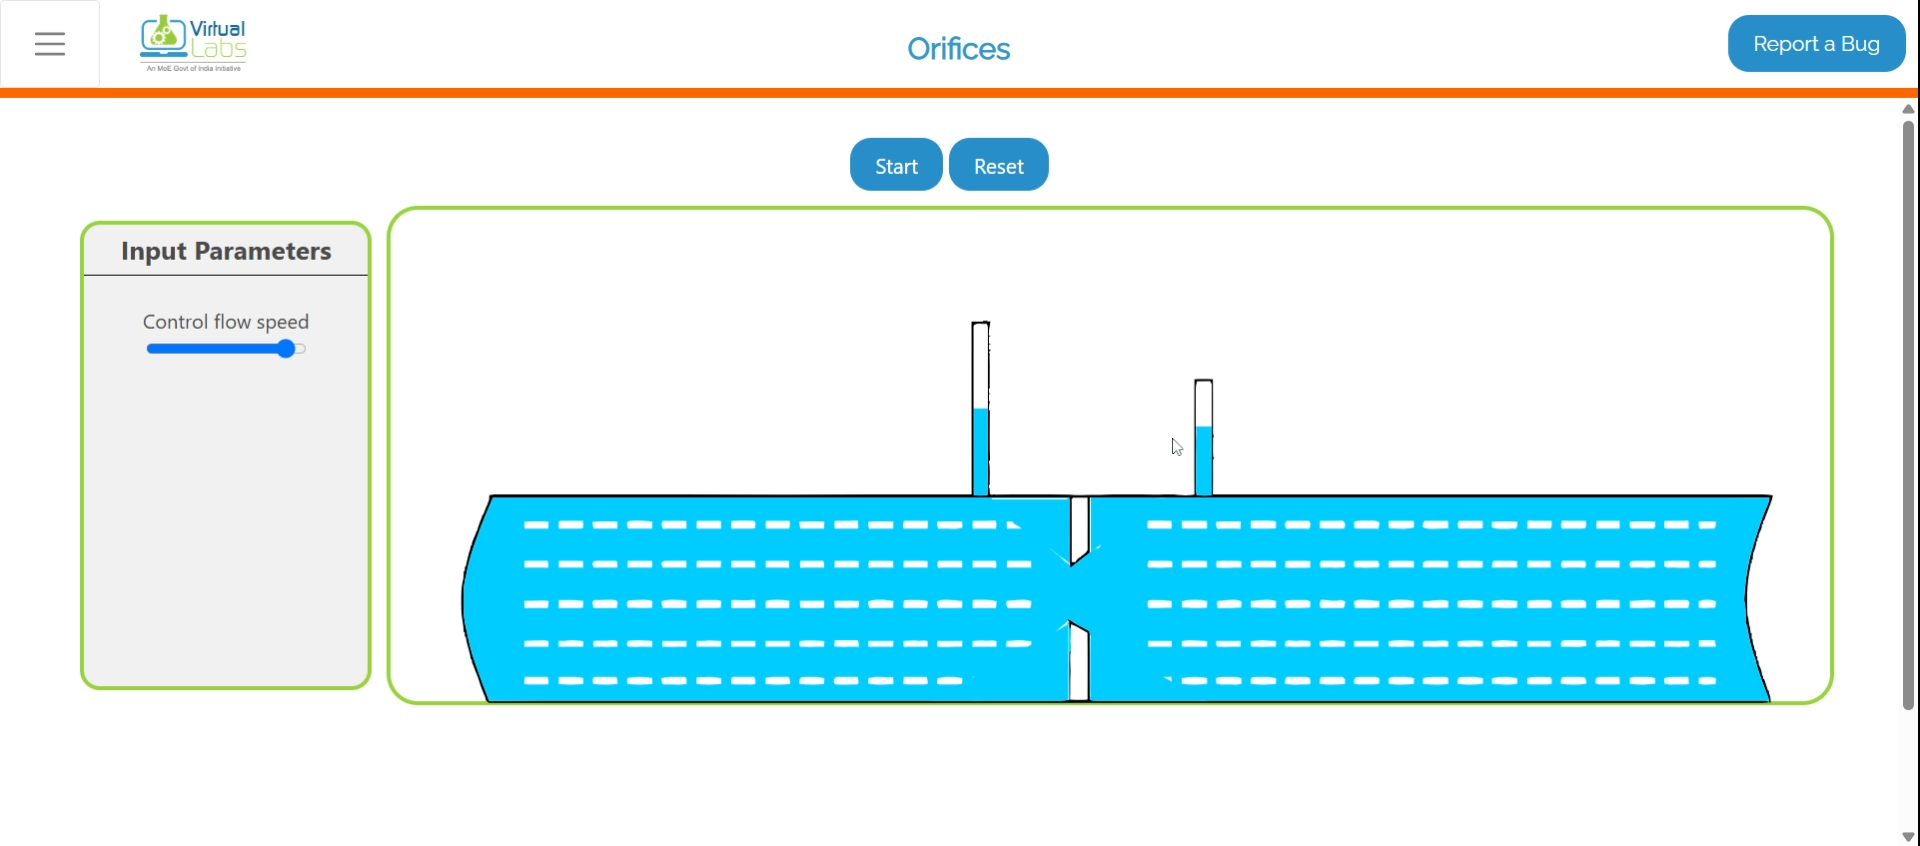 Virtual
Labs
An MoE Govt of India Initiative
Orifices
Report a Bug
Start
Reset
Input Parameters
Control flow speed